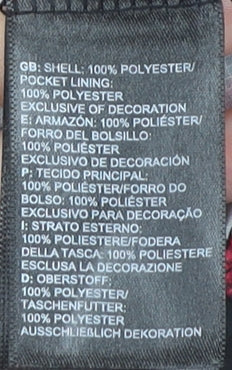 GB: SHELL: 100% POLYESTER/
POCKET LINING:
100% POLYESTER
EXCLUSIVE OF DECORATION
E: ARMAZÓN: 100% POLIÉSTER/
FORRO DEL BOLSILLO:
100% POLIÉSTER
EXCLUSIVO DE DECORACIÓN
P: TECIDO PRINCIPAL:
100% POLIÉSTER/FORRO DO
BOLSO: 100% POLIÉSTER
EXCLUSIVO PARA DECORAÇÃO
I: STRATO ESTERNO:
100% POLIESTERE/FODERA
DELLA TASCA: 100% POLIESTERE
ESCLUSA LA DECORAZIONE
D: OBERSTOFF:
100% POLYESTER/
TASCHENFUTTER:
100% POLYESTER
AUSSCHLIEßLICH DEKORATION